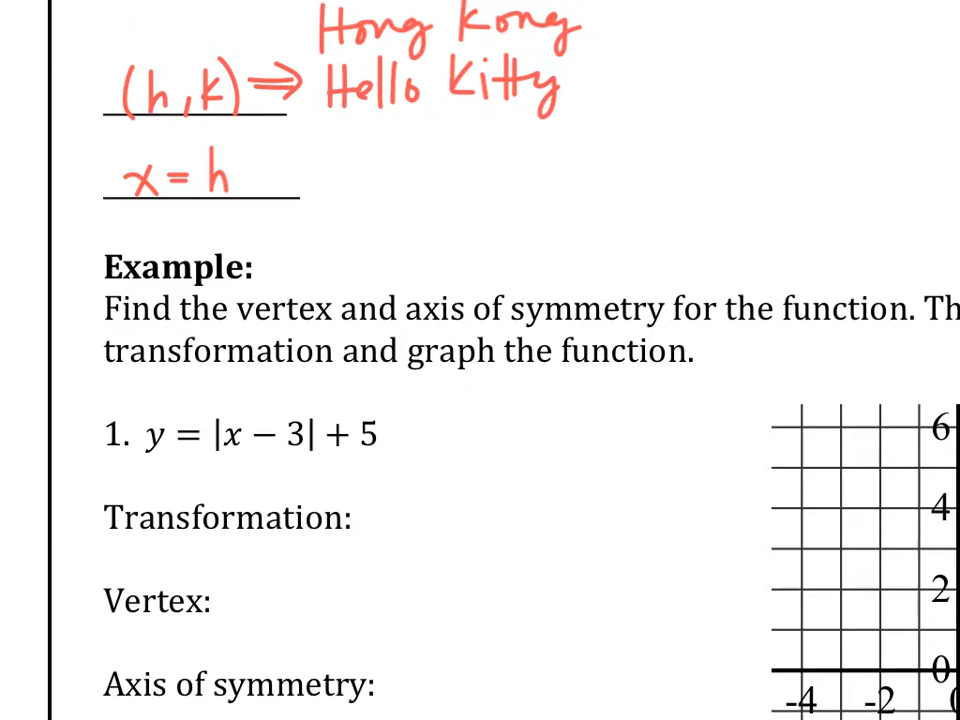 Hong Kong
(h, k) ⇒ Hello Kitty
x = h
Example:
Find the vertex and axis of symmetry for the function. Th
transformation and graph the function.
1. y = |x − 3| + 5
Transformation:
Vertex:
Axis of symmetry:
6
4
2
0
-4 -2